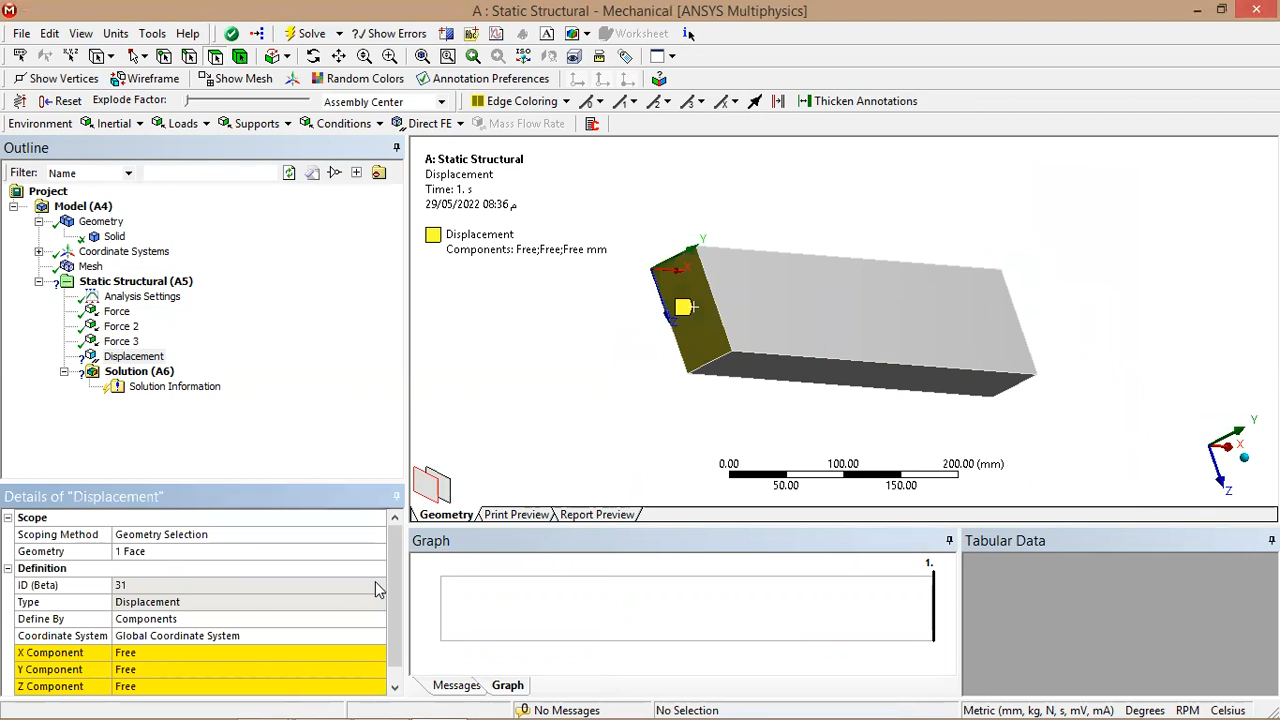 A : Static Structural - Mechanical [ANSYS Multiphysics]
File Edit View Units Tools Help Solve Show Errors Worksheet
Show Vertices Wireframe Show Mesh Random Colors Annotation Preferences
Reset Explode Factor: Assembly Center Edge Coloring Thicken Annotations
Environment Inertial Loads Supports Conditions Direct FE Mass Flow Rate
Outline
Filter: Name
Project
Model (A4)
Geometry
Solid
Coordinate Systems
Mesh
Static Structural (A5)
Analysis Settings
Force
Force 2
Force 3
Displacement
Solution (A6)
Solution Information
Details of "Displacement"
Scope
Scoping Method Geometry Selection
Geometry 1 Face
Definition
ID (Beta) 31
Type Displacement
Define By Components
Coordinate System Global Coordinate System
X Component Free
Y Component Free
Z Component Free
A: Static Structural
Displacement
Time: 1. s
29/05/2022 08:36 م
Displacement
Components: Free;Free;Free mm
Y
X
Z
Y
X
Z
0.00 100.00 200.00 (mm)
50.00 150.00
Geometry Print Preview Report Preview
Graph
1.
Messages Graph
Tabular Data
0 No Messages No Selection Metric (mm, kg, N, s, mV, mA) Degrees RPM Celsius